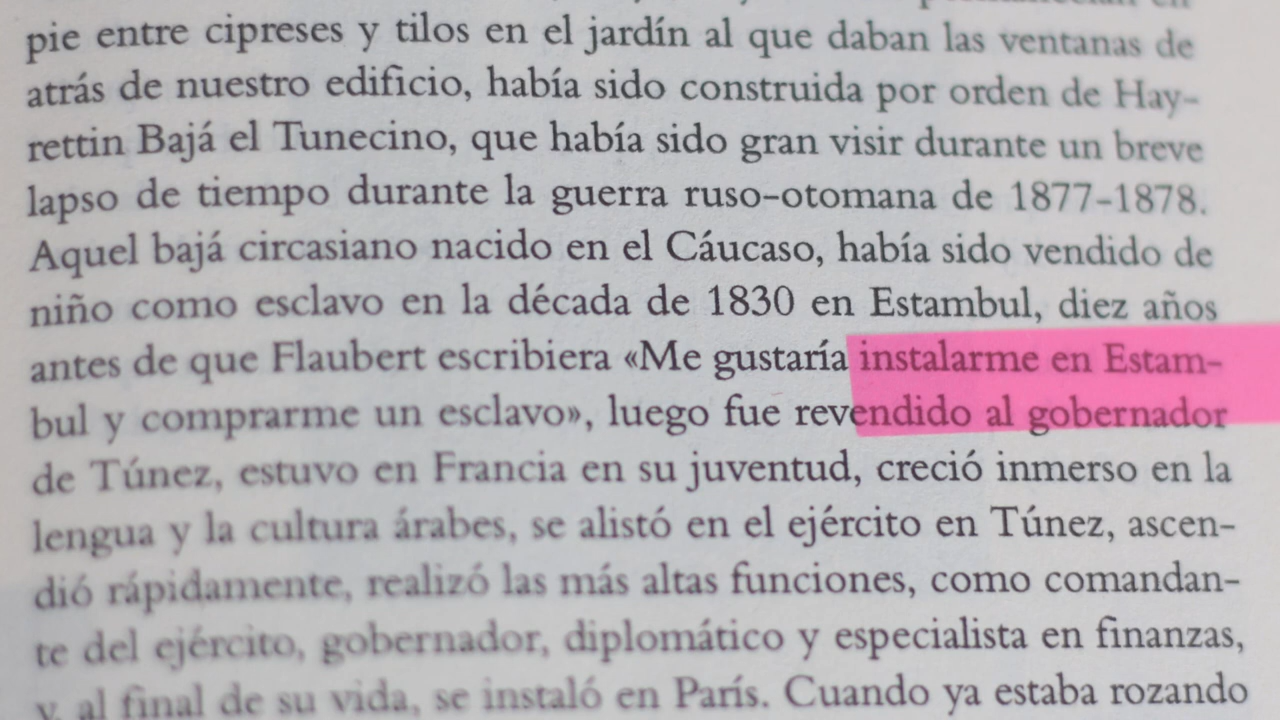 pie entre cipreses y tilos en el jardín al que daban las ventanas de
atrás de nuestro edificio, había sido construida por orden de Hay-
rettin Bajá el Tunecino, que había sido gran visir durante un breve
lapso de tiempo durante la guerra ruso-otomana de 1877-1878.
Aquel bajá circasiano nacido en el Cáucaso, había sido vendido de
niño como esclavo en la década de 1830 en Estambul, diez años
antes de que Flaubert escribiera «Me gustaría instalarme en Estam-
bul y comprarme un esclavo», luego fue revendido al gobernador
de Túnez, estuvo en Francia en su juventud, creció inmerso en la
lengua y la cultura árabes, se alistó en el ejército en Túnez, ascen-
dió rápidamente, realizó las más altas funciones, como comandan-
te del ejército, gobernador, diplomático y especialista en finanzas,
y, al final de su vida, se instaló en París. Cuando ya estaba rozando